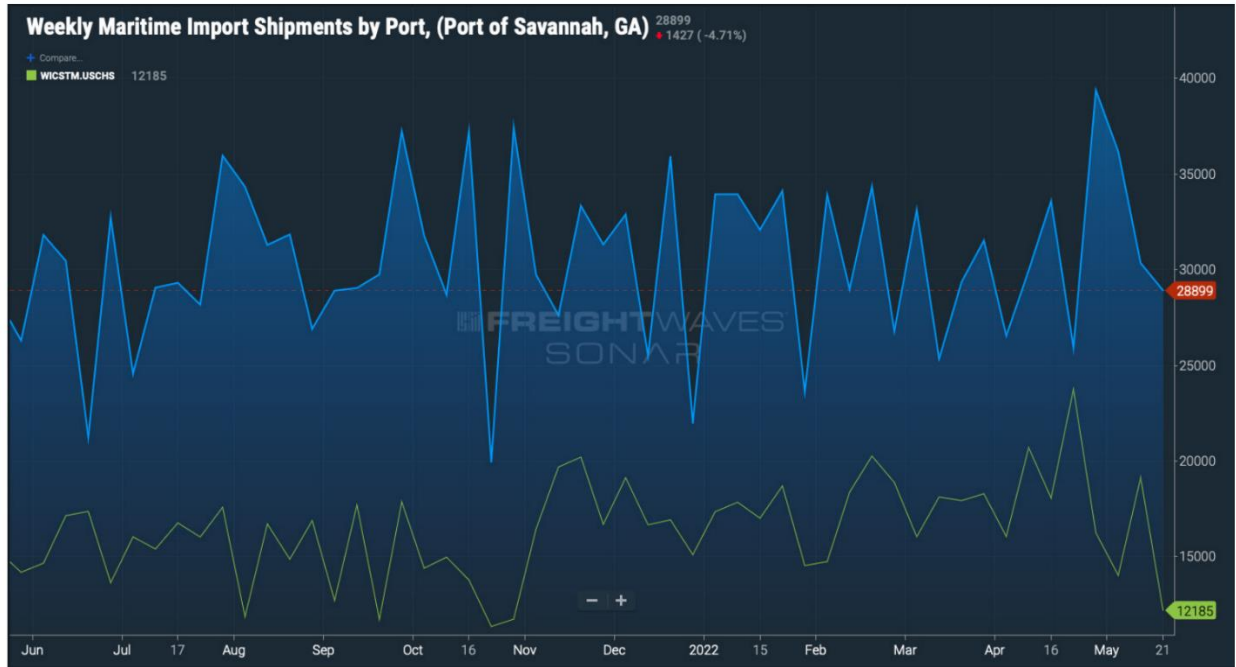 Weekly Maritime Import Shipments by Port, (Port of Savannah, GA) 28899
1427 ( -4.71%)
+ Compare...
WICSTM.USCHS 12185
40000
35000
30000
28899
25000
20000
15000
12185
FREIGHTWAVES
SONAR
− +
Jun Jul 17 Aug Sep Oct 16 Nov Dec 2022 15 Feb Mar Apr 16 May 21